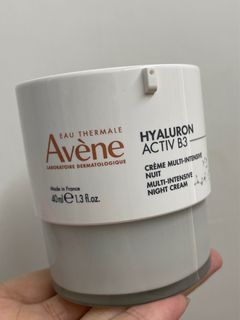 EAU THERMALE
Avène
LABORATOIRE DERMATOLOGIQUE
Made in France
40ml ℮ 1.3 fl.oz.
HYALURON
ACTIV B3
CRÈME MULTI-INTENSIVE
NUIT
MULTI-INTENSIVE
NIGHT CREAM